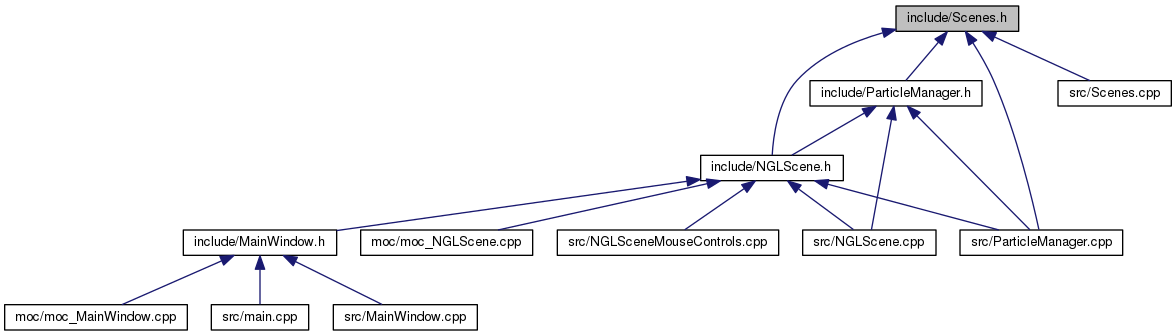 include/Scenes.h
include/ParticleManager.h
src/Scenes.cpp
include/NGLScene.h
include/MainWindow.h
moc/moc_NGLScene.cpp
src/NGLSceneMouseControls.cpp
src/NGLScene.cpp
src/ParticleManager.cpp
moc/moc_MainWindow.cpp
src/main.cpp
src/MainWindow.cpp